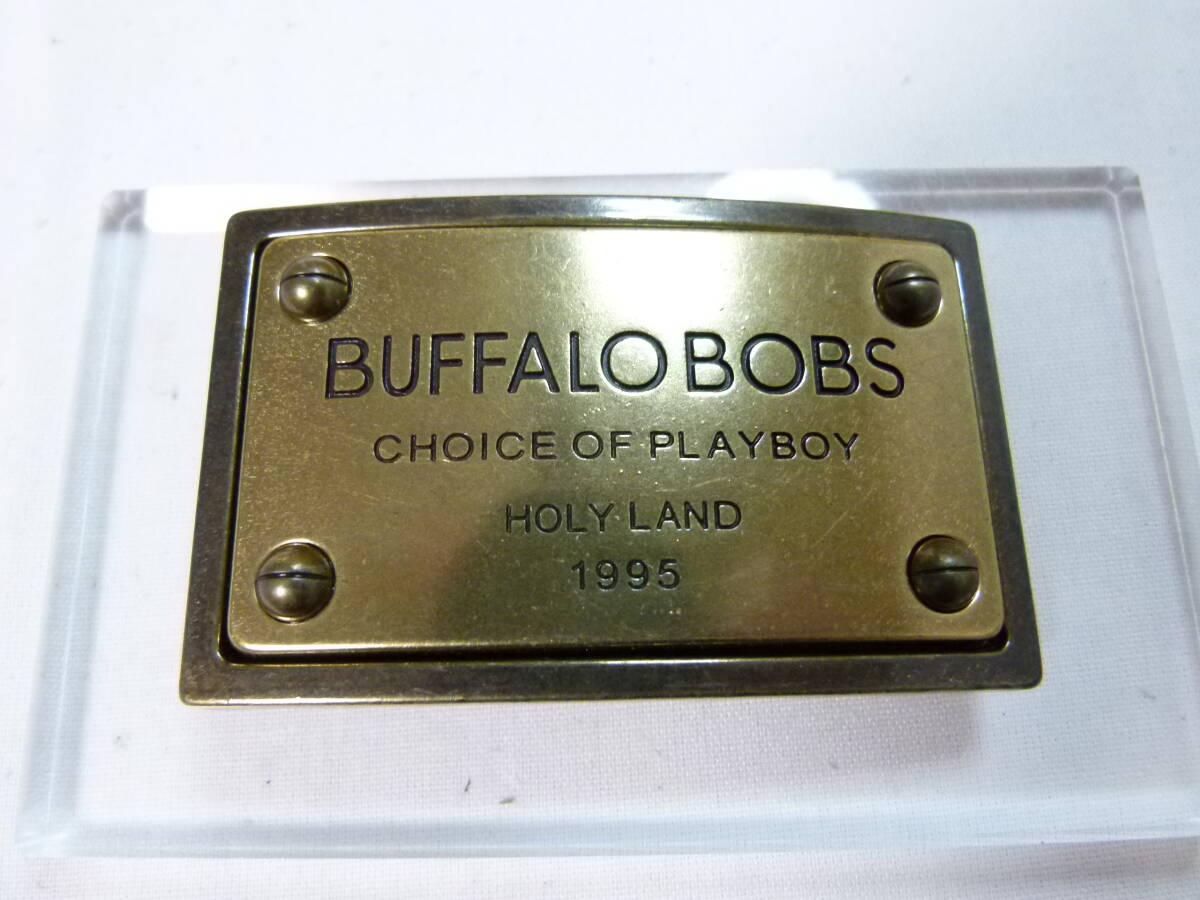 BUFFALO BOBS
CHOICE OF PLAYBOY
HOLY LAND
1995